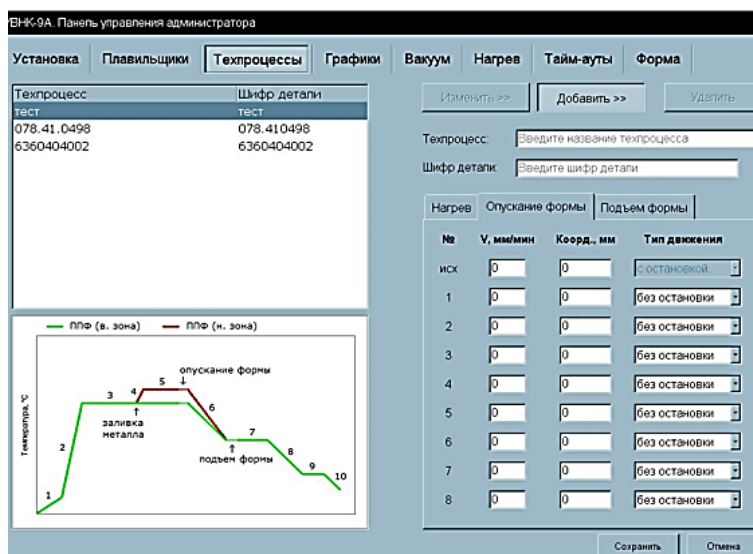 УВНК-9А. Панель управления администратора
Установка Плавильщики Техпроцессы Графики Вакуум Нагрев Тайм-ауты Форма
Техпроцесс Шифр детали
тест тест
078.41.0498 078.410498
6360404002 6360404002
Изменить >> Добавить >> Удалить
Техпроцесс: Введите название техпроцесса
Шифр детали: Введите шифр детали
Нагрев Опускание формы Подъем формы
№ V, мм/мин Коорд., мм Тип движения
исх 0 0 с остановкой
1 0 0 без остановки
2 0 0 без остановки
3 0 0 без остановки
4 0 0 без остановки
5 0 0 без остановки
6 0 0 без остановки
7 0 0 без остановки
8 0 0 без остановки
Сохранить Отмена
ППФ (в. зона) ППФ (н. зона)
Температура, °C
1
2
3
4
5
опускание формы
заливка
металла
6
7
подъем формы
8
9
10